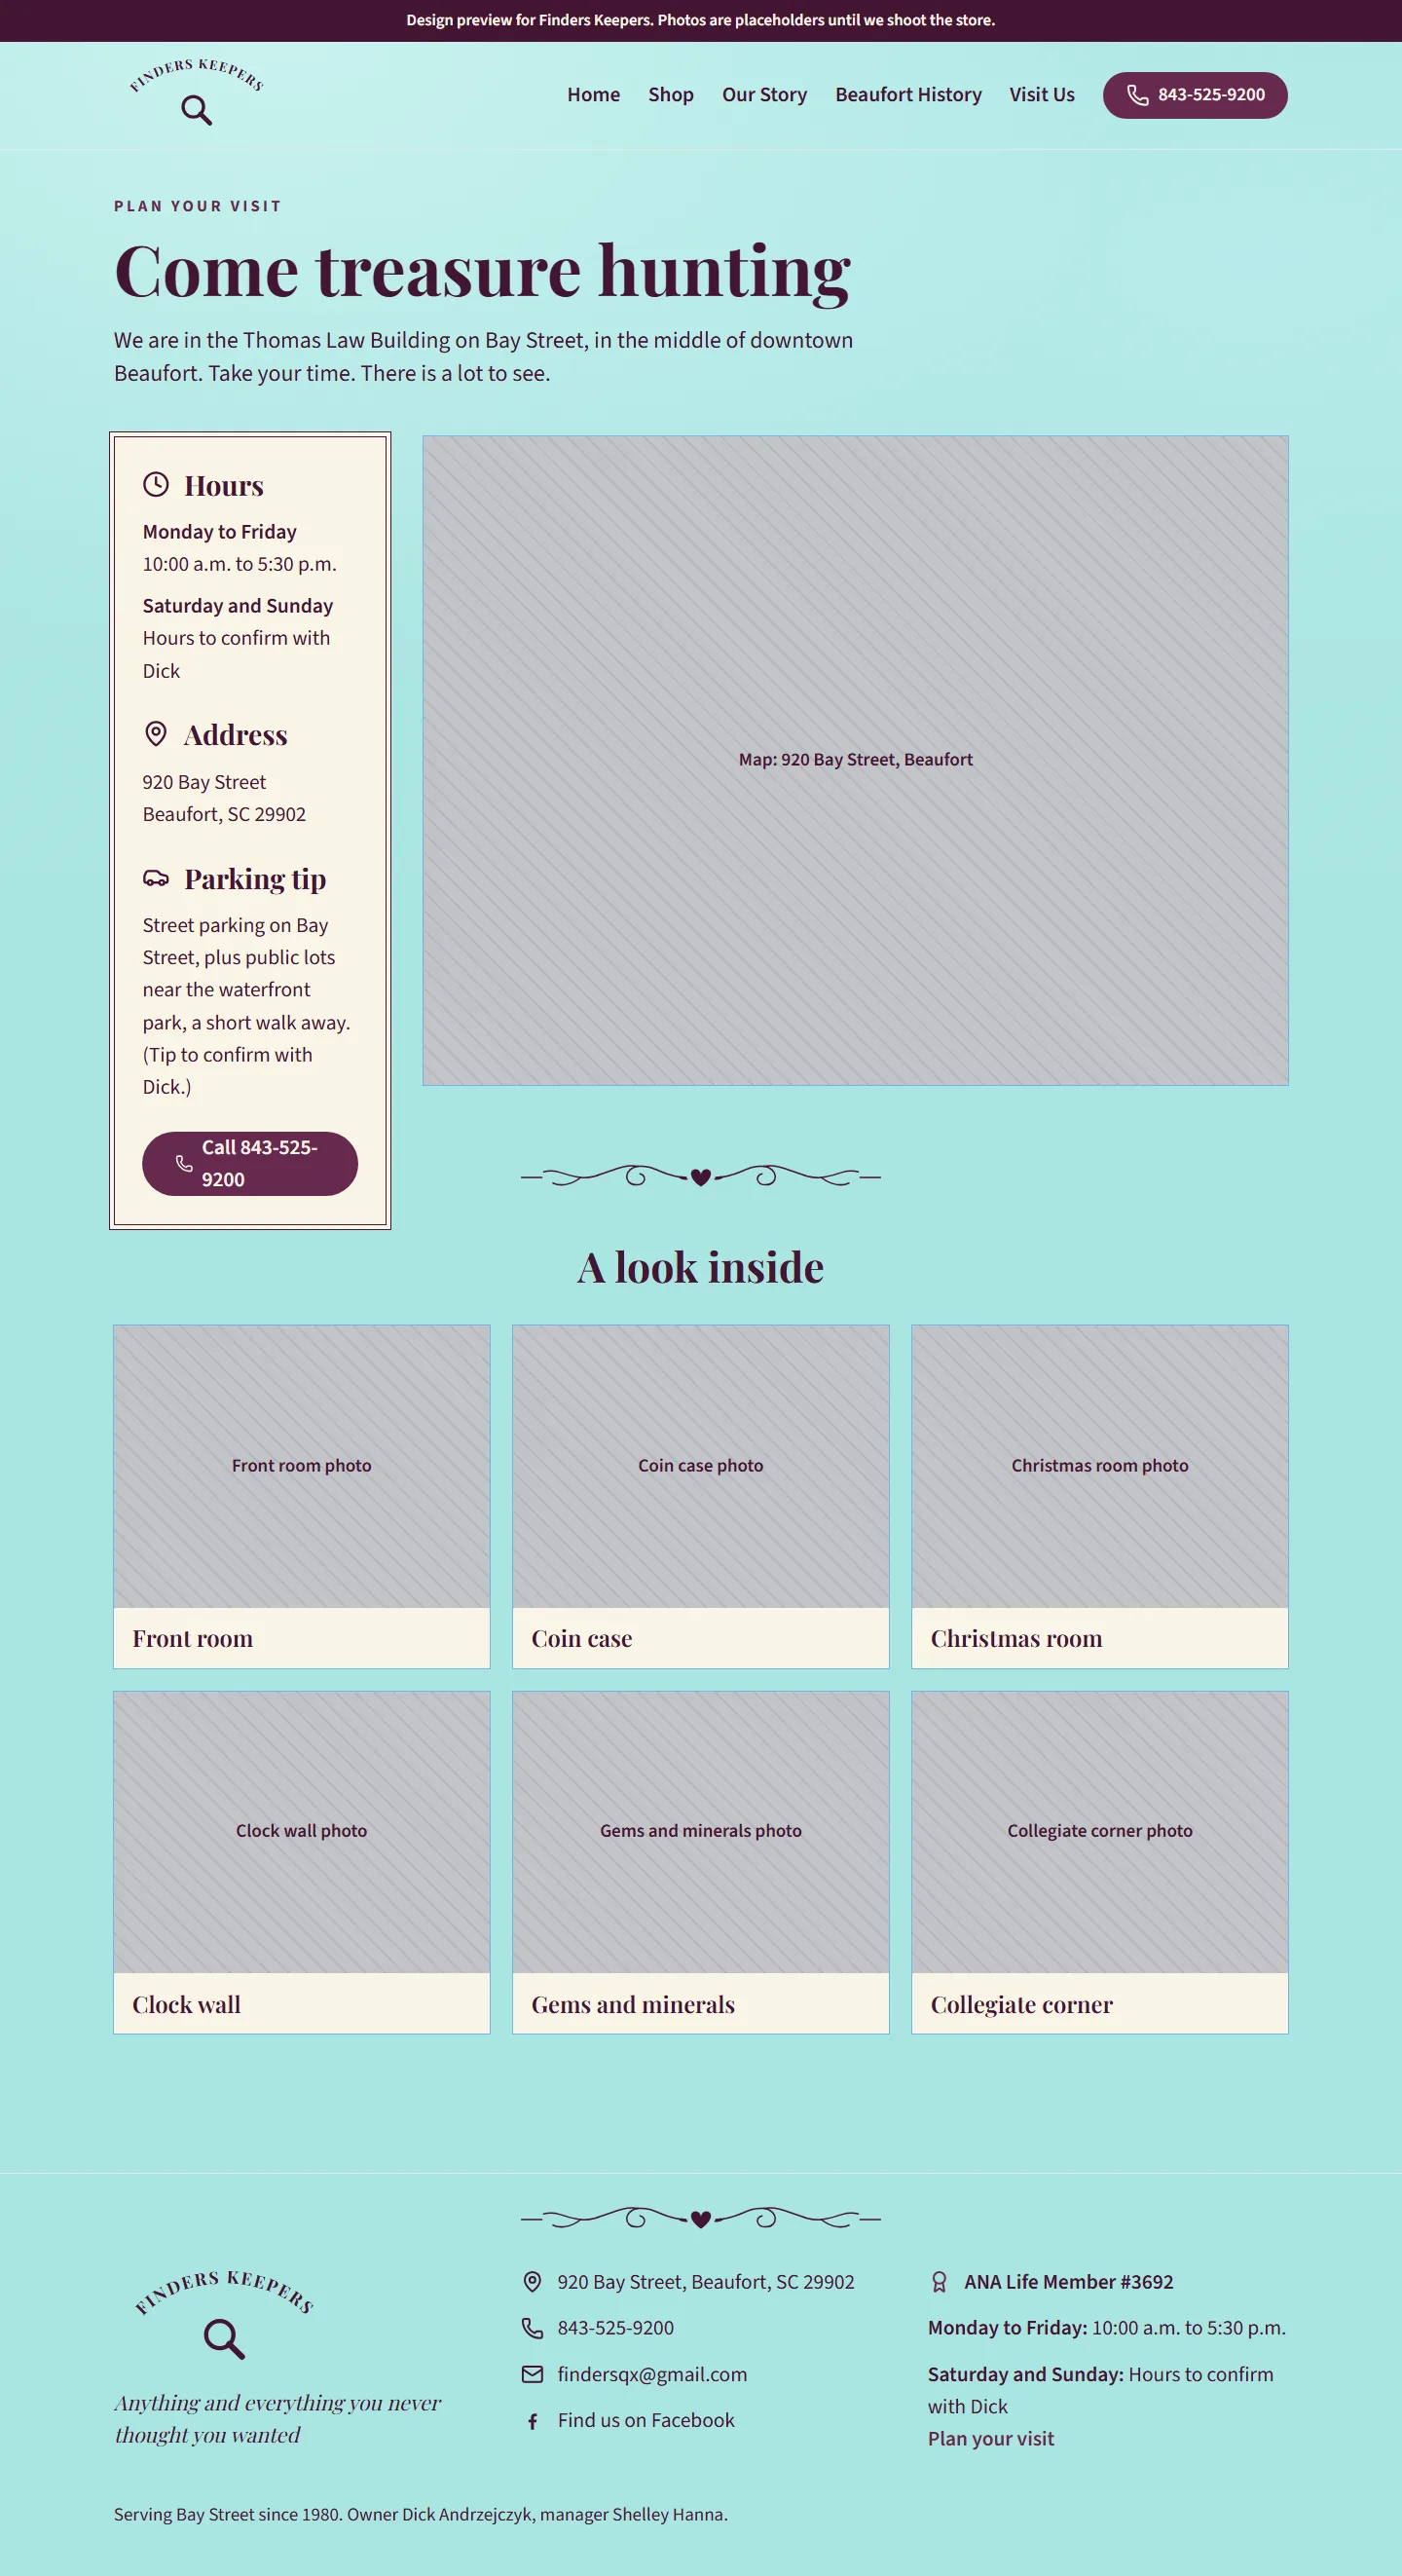 Design preview for Finders Keepers. Photos are placeholders until we shoot the store.
FINDERS KEEPERS
Home
Shop
Our Story
Beaufort History
Visit Us
843-525-9200
PLAN YOUR VISIT
Come treasure hunting
We are in the Thomas Law Building on Bay Street, in the middle of downtown
Beaufort. Take your time. There is a lot to see.
Hours
Monday to Friday
10:00 a.m. to 5:30 p.m.
Saturday and Sunday
Hours to confirm with
Dick
Address
920 Bay Street
Beaufort, SC 29902
Parking tip
Street parking on Bay
Street, plus public lots
near the waterfront
park, a short walk away.
(Tip to confirm with
Dick.)
Call 843-525-
9200
Map: 920 Bay Street, Beaufort
A look inside
Front room photo
Front room
Coin case photo
Coin case
Christmas room photo
Christmas room
Clock wall photo
Clock wall
Gems and minerals photo
Gems and minerals
Collegiate corner photo
Collegiate corner
FINDERS KEEPERS
Anything and everything you never
thought you wanted
920 Bay Street, Beaufort, SC 29902
843-525-9200
findersqx@gmail.com
Find us on Facebook
ANA Life Member #3692
Monday to Friday: 10:00 a.m. to 5:30 p.m.
Saturday and Sunday: Hours to confirm
with Dick
Plan your visit
Serving Bay Street since 1980. Owner Dick Andrzejczyk, manager Shelley Hanna.